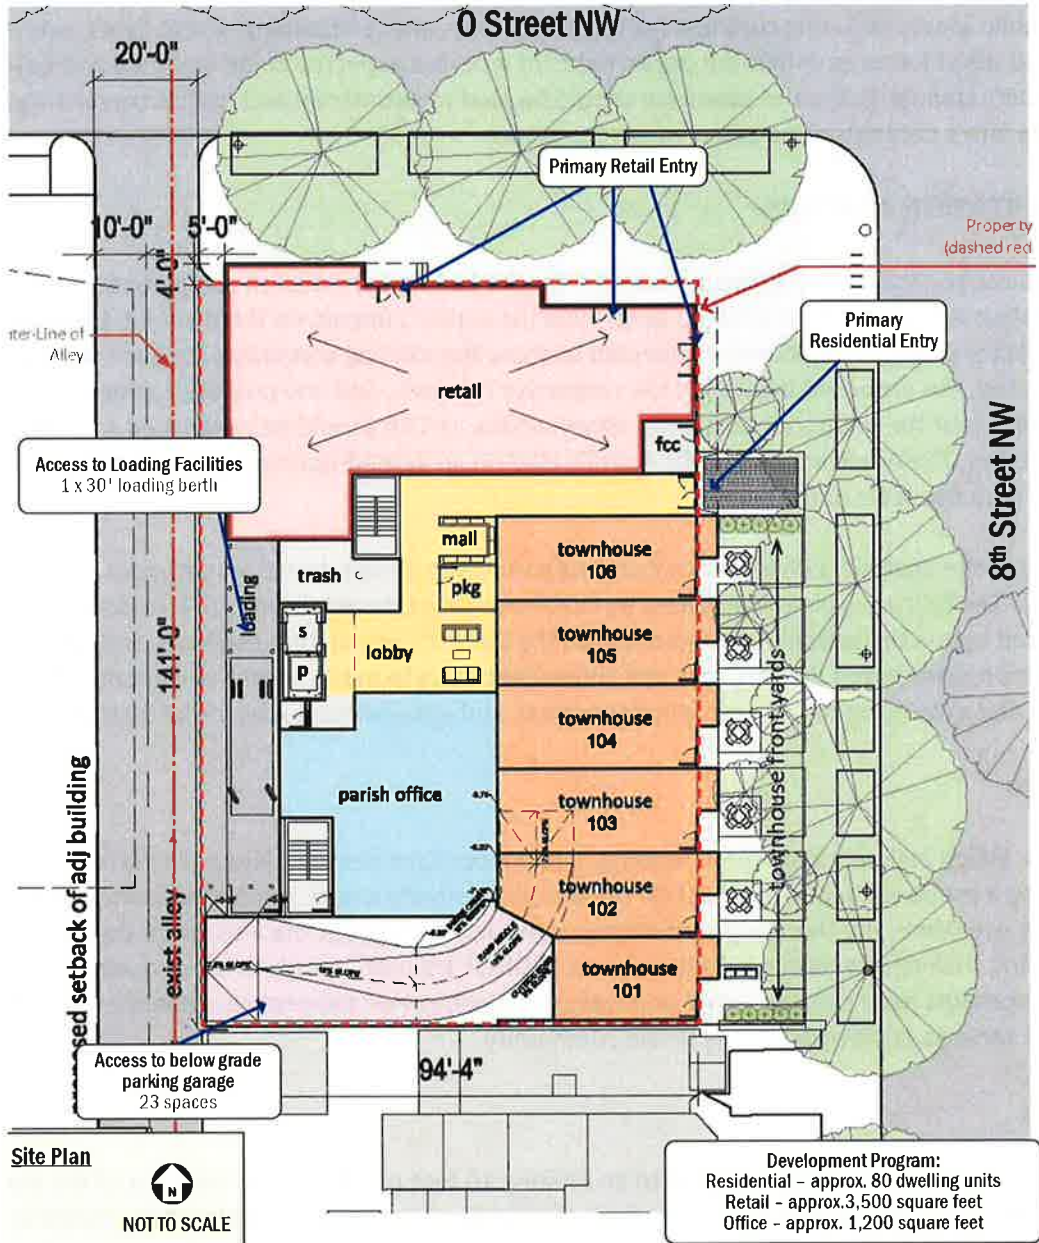 O Street NW
20'-0"
Primary Retail Entry
10'-0"
5'-0"
Property
(dashed red
4'-0"
Primary
Residential Entry
Alley
retail
8th Street NW
fcc
Access to Loading Facilities
1 x 30' loading berth
mail
townhouse
106
trash
pkg
loading
s
townhouse
105
lobby
p
141'-0"
townhouse
104
townhouse front yards
parish office
townhouse
103
townhouse
102
setback of adj building
exist alley
townhouse
101
Access to below grade
parking garage
23 spaces
94'-4"
Site Plan
N
NOT TO SCALE
Development Program:
Residential – approx. 80 dwelling units
Retail – approx.3,500 square feet
Office – approx. 1,200 square feet